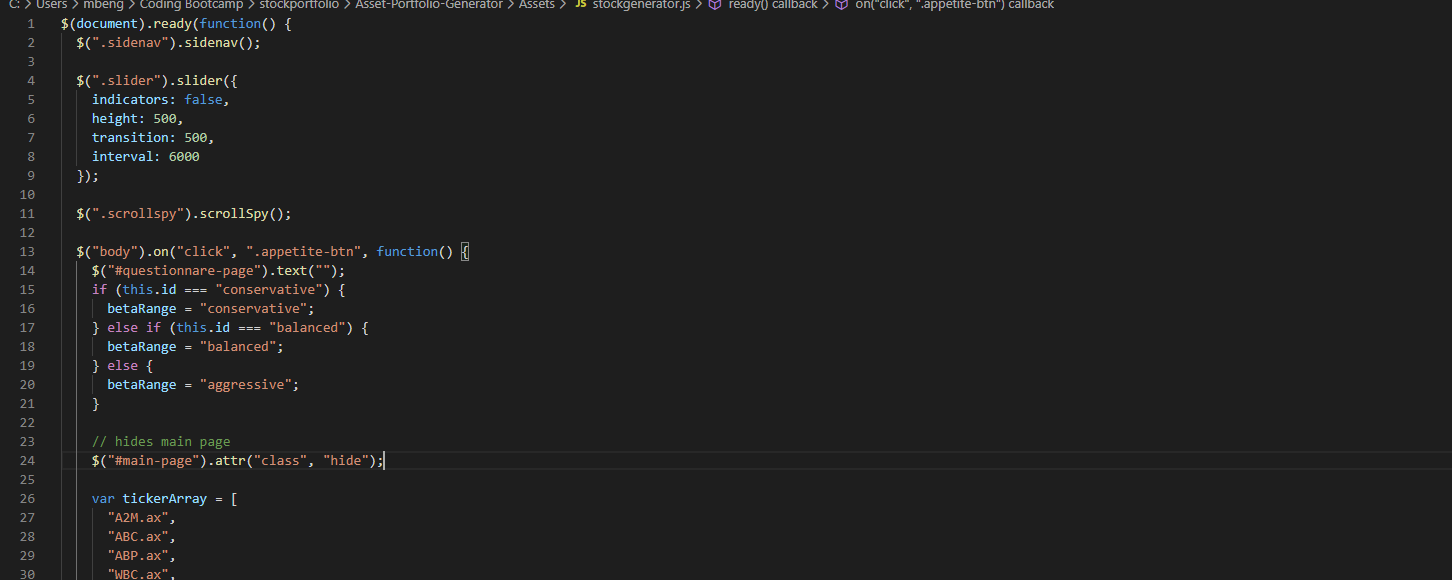 C: > Users > mbeng > Coding Bootcamp > stockportfolio > Asset-Portfolio-Generator > Assets > JS stockgenerator.js > ready() callback > on("click", ".appetite-btn") callback
1 $(document).ready(function() {
2 $(".sidenav").sidenav();
3
4 $(".slider").slider({
5 indicators: false,
6 height: 500,
7 transition: 500,
8 interval: 6000
9 });
10
11 $(".scrollspy").scrollSpy();
12
13 $("body").on("click", ".appetite-btn", function() {
14 $("#questionnare-page").text("");
15 if (this.id === "conservative") {
16 betaRange = "conservative";
17 } else if (this.id === "balanced") {
18 betaRange = "balanced";
19 } else {
20 betaRange = "aggressive";
21 }
22
23 // hides main page
24 $("#main-page").attr("class", "hide");
25
26 var tickerArray = [
27 "A2M.ax",
28 "ABC.ax",
29 "ABP.ax",
30 "WBC.ax",